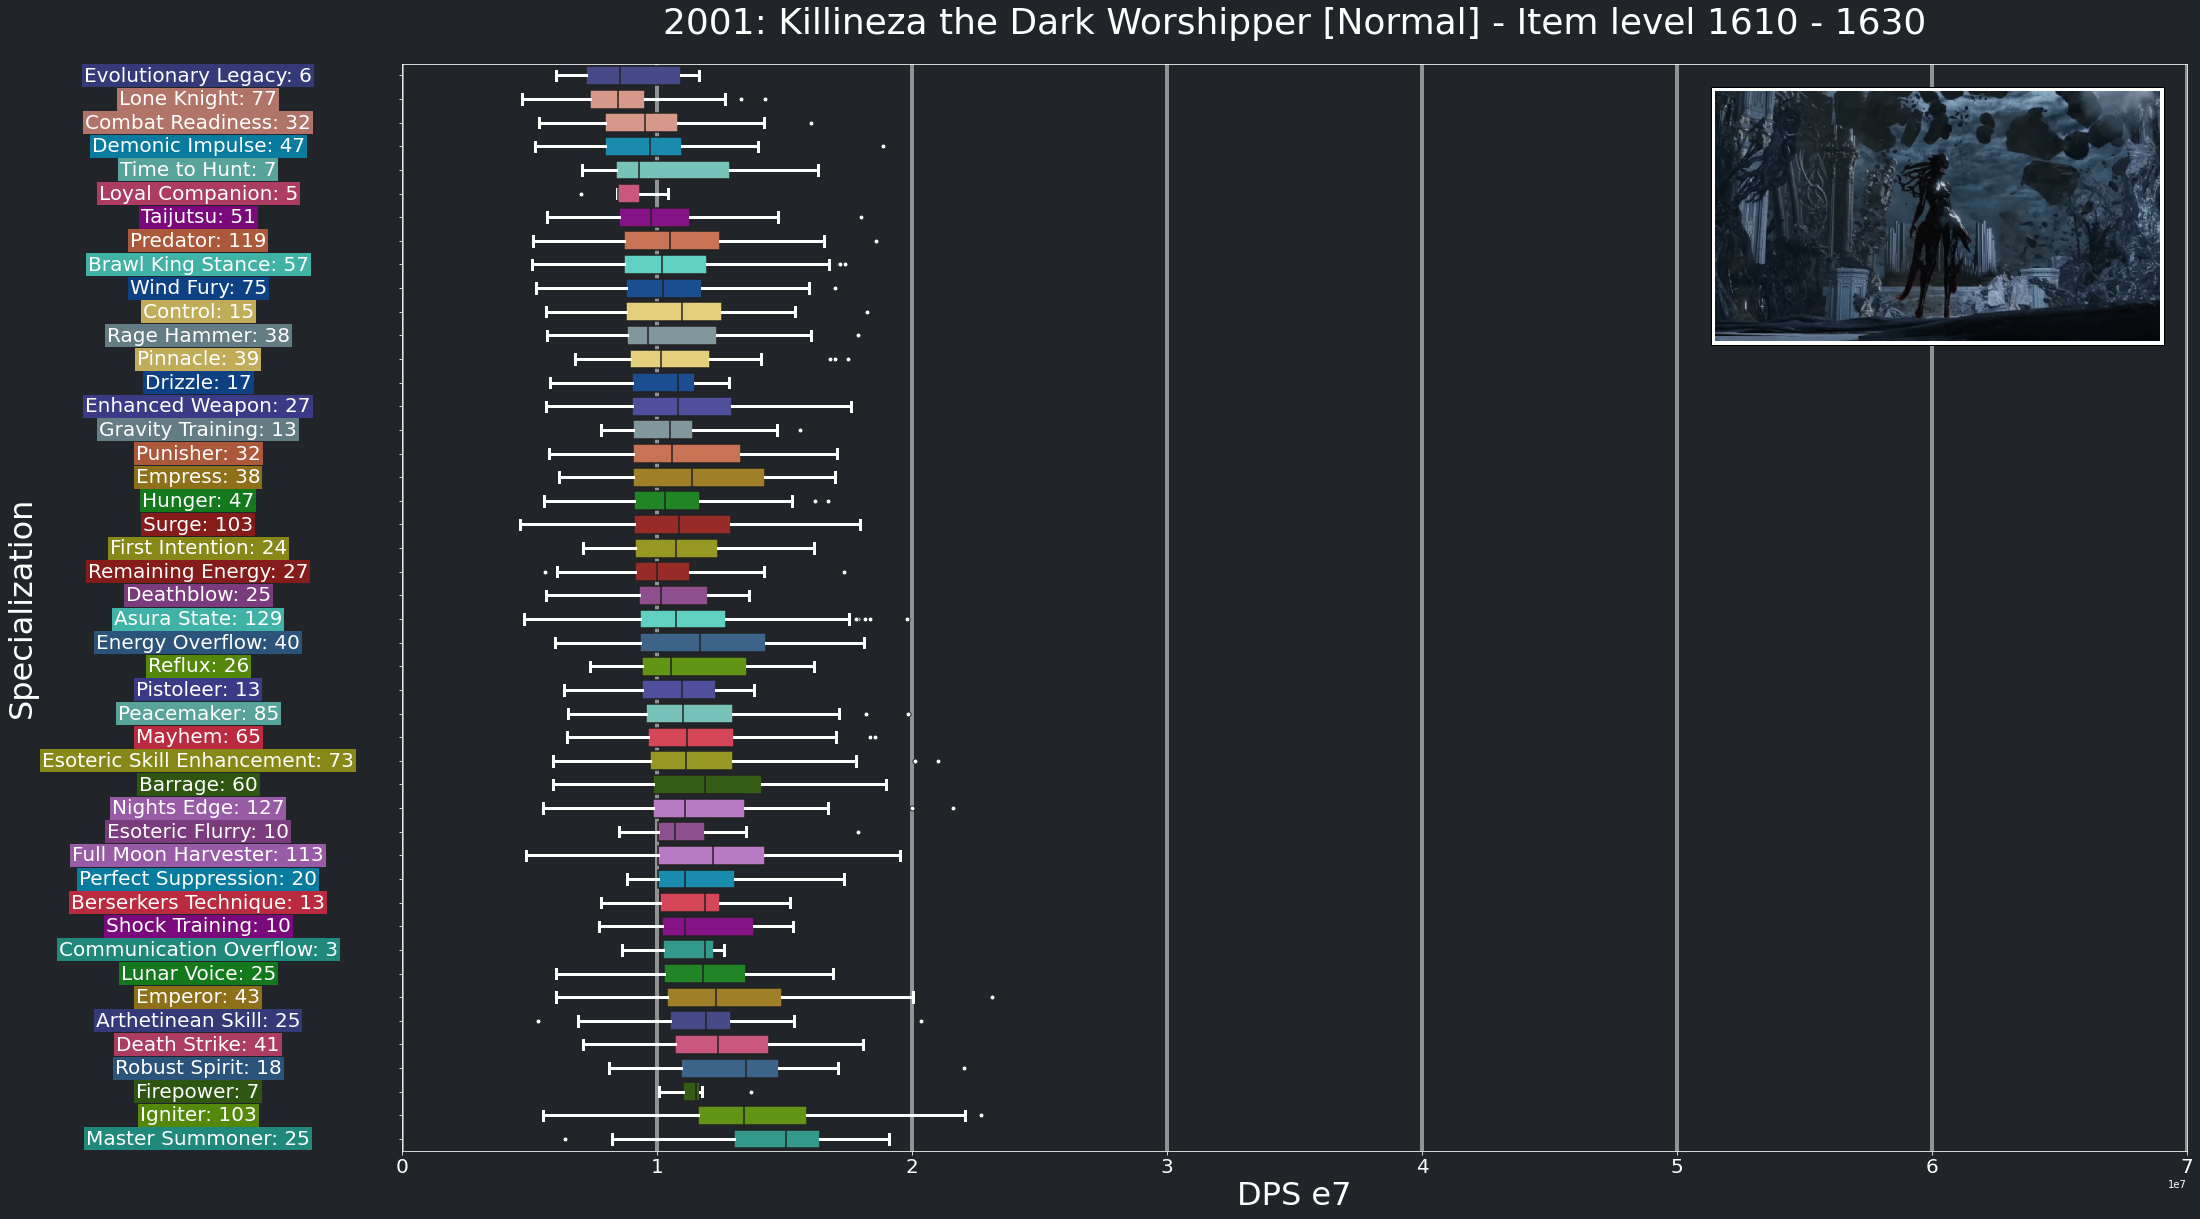 2001: Killineza the Dark Worshipper [Normal] - Item level 1610 - 1630
Specialization
Evolutionary Legacy: 6
Lone Knight: 77
Combat Readiness: 32
Demonic Impulse: 47
Time to Hunt: 7
Loyal Companion: 5
Taijutsu: 51
Predator: 119
Brawl King Stance: 57
Wind Fury: 75
Control: 15
Rage Hammer: 38
Pinnacle: 39
Drizzle: 17
Enhanced Weapon: 27
Gravity Training: 13
Punisher: 32
Empress: 38
Hunger: 47
Surge: 103
First Intention: 24
Remaining Energy: 27
Deathblow: 25
Asura State: 129
Energy Overflow: 40
Reflux: 26
Pistoleer: 13
Peacemaker: 85
Mayhem: 65
Esoteric Skill Enhancement: 73
Barrage: 60
Nights Edge: 127
Esoteric Flurry: 10
Full Moon Harvester: 113
Perfect Suppression: 20
Berserkers Technique: 13
Shock Training: 10
Communication Overflow: 3
Lunar Voice: 25
Emperor: 43
Arthetinean Skill: 25
Death Strike: 41
Robust Spirit: 18
Firepower: 7
Igniter: 103
Master Summoner: 25
0 1 2 3 4 5 6 7
1e7
DPS e7